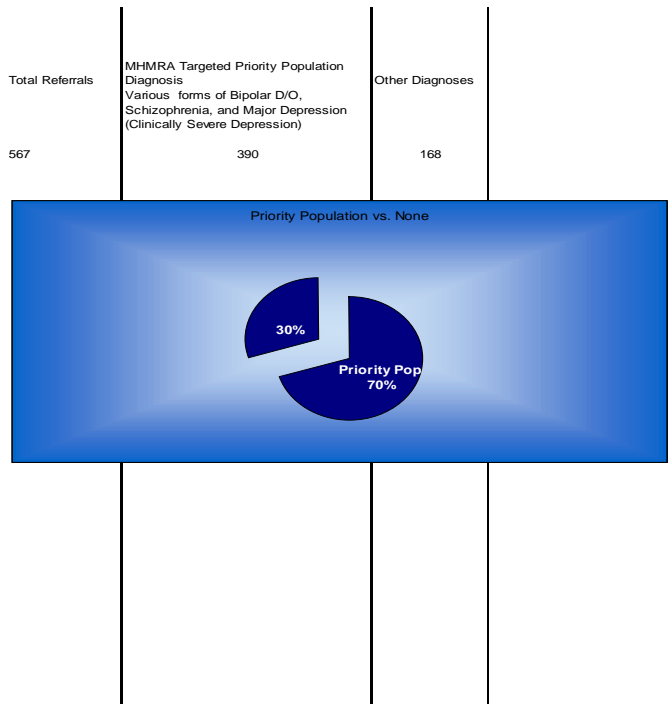 Total Referrals
MHMRA Targeted Priority Population
Diagnosis
Various forms of Bipolar D/O,
Schizophrenia, and Major Depression
(Clinically Severe Depression)
Other Diagnoses
567
390
168
Priority Population vs. None
30%
Priority Pop
70%